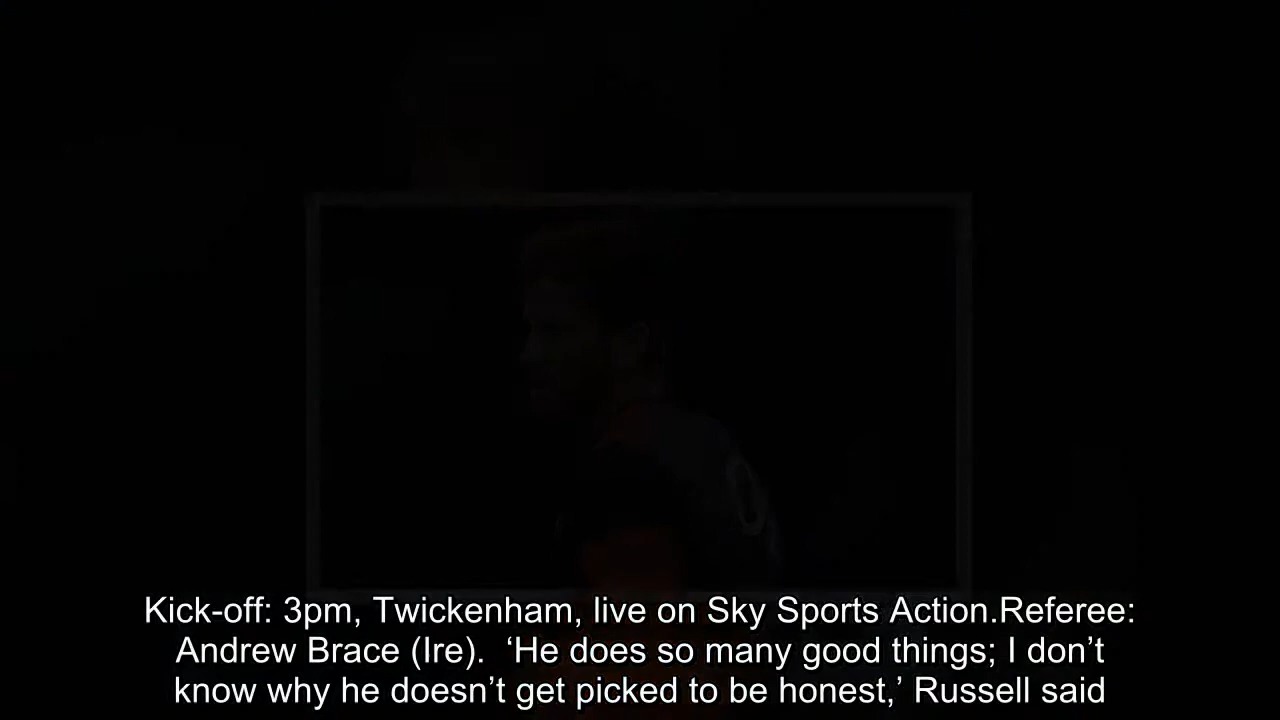 Kick-off: 3pm, Twickenham, live on Sky Sports Action.Referee:
Andrew Brace (Ire).  ‘He does so many good things; I don’t
know why he doesn’t get picked to be honest,’ Russell said